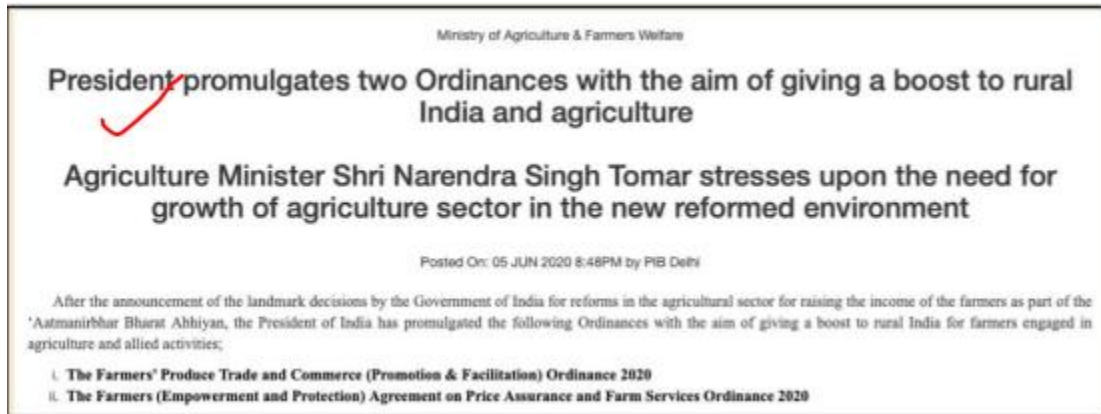 Ministry of Agriculture & Farmers Welfare
President promulgates two Ordinances with the aim of giving a boost to rural
India and agriculture
Agriculture Minister Shri Narendra Singh Tomar stresses upon the need for
growth of agriculture sector in the new reformed environment
Posted On: 05 JUN 2020 8:48PM by PIB Delhi
After the announcement of the landmark decisions by the Government of India for reforms in the agricultural sector for raising the income of the farmers as part of the
'Aatmanirbhar Bharat Abhiyan, the President of India has promulgated the following Ordinances with the aim of giving a boost to rural India for farmers engaged in
agriculture and allied activities;
i. The Farmers' Produce Trade and Commerce (Promotion & Facilitation) Ordinance 2020
ii. The Farmers (Empowerment and Protection) Agreement on Price Assurance and Farm Services Ordinance 2020